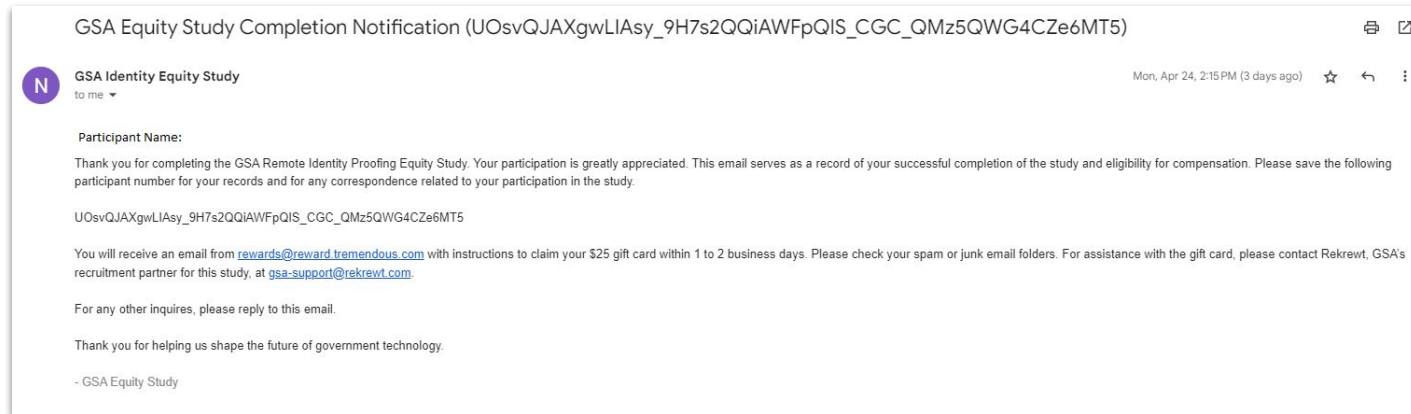 GSA Equity Study Completion Notification (UOsvQJAXgwLIAsy_9H7s2QQiAWFpQIS_CGC_QMz5QWG4CZe6MT5)
N
GSA Identity Equity Study
Mon, Apr 24, 2:15 PM (3 days ago)
to me
Participant Name:
Thank you for completing the GSA Remote Identity Proofing Equity Study. Your participation is greatly appreciated. This email serves as a record of your successful completion of the study and eligibility for compensation. Please save the following
participant number for your records and for any correspondence related to your participation in the study.
UOsvQJAXgwLIAsy_9H7s2QQiAWFpQIS_CGC_QMz5QWG4CZe6MT5
You will receive an email from rewards@reward.tremendous.com with instructions to claim your $25 gift card within 1 to 2 business days. Please check your spam or junk email folders. For assistance with the gift card, please contact Rekrewt, GSA's
recruitment partner for this study, at gsa-support@rekrewt.com.
For any other inquires, please reply to this email.
Thank you for helping us shape the future of government technology.
- GSA Equity Study